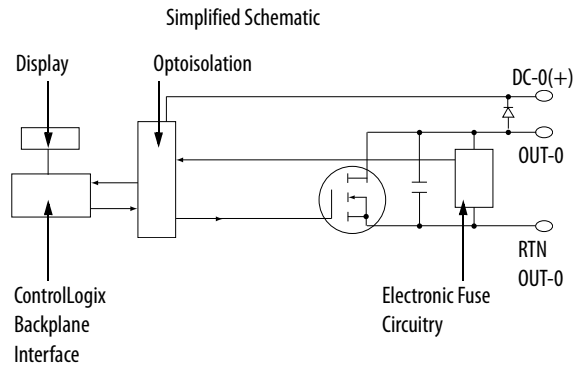 Simplified Schematic
Display
Optoisolation
DC-0(+)
OUT-0
RTN
OUT-0
ControlLogix
Backplane
Interface
Electronic Fuse
Circuitry